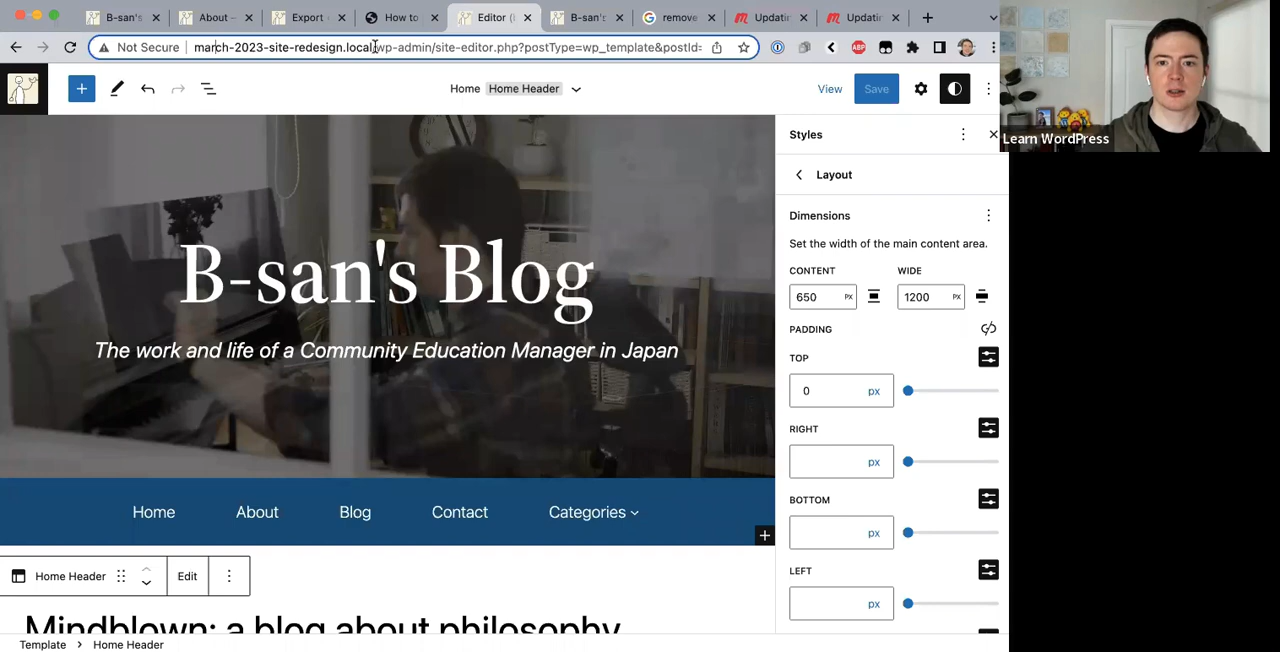 B-san's
About –
Export
How to
Editor (
B-san's
remove
Updatin
Updatin
Not Secure
march-2023-site-redesign.local/wp-admin/site-editor.php?postType=wp_template&postId=
ABP
Home Home Header
View
Save
Learn WordPress
Styles
Layout
Dimensions
Set the width of the main content area.
CONTENT
WIDE
650 PX
1200 PX
PADDING
TOP
0 px
RIGHT
px
BOTTOM
px
LEFT
px
B-san's Blog
The work and life of a Community Education Manager in Japan
Home
About
Blog
Contact
Categories
Home Header
Edit
Mindblown: a blog about philosophy
Template
Home Header